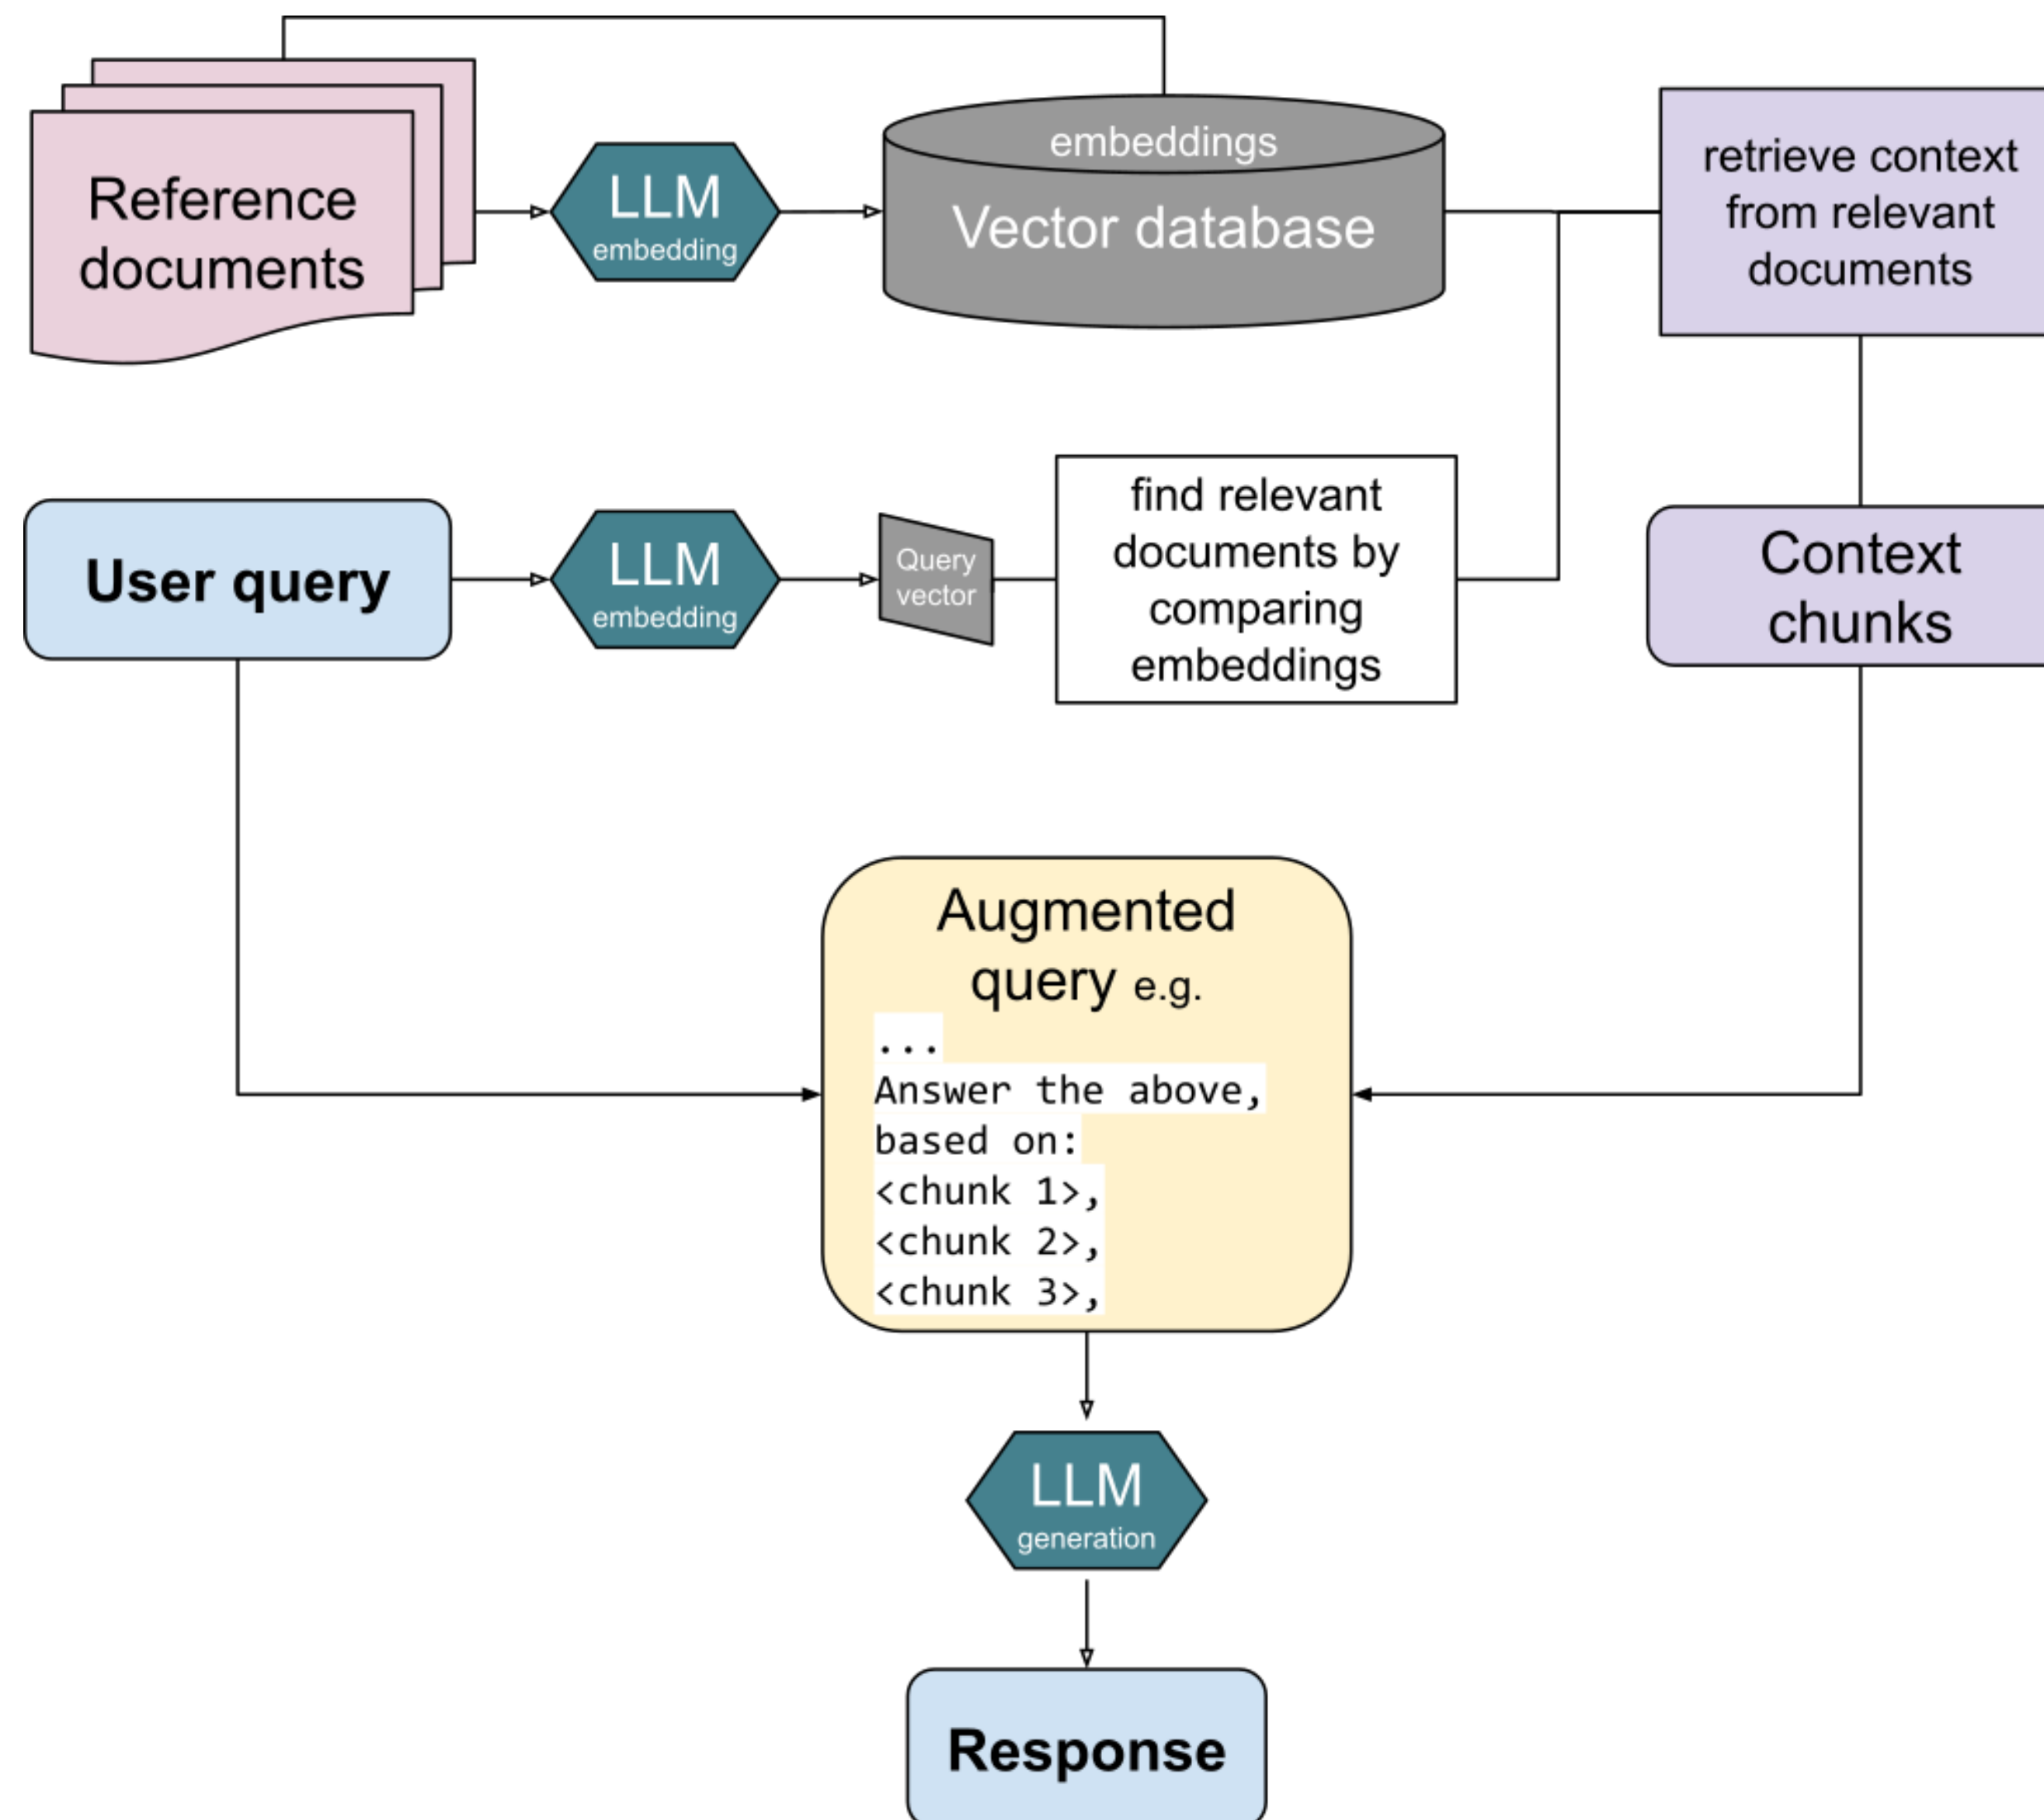 Reference
documents
LLM
embedding
embeddings
Vector database
retrieve context
from relevant
documents
User query
LLM
embedding
Query
vector
find relevant
documents by
comparing
embeddings
Context
chunks
Augmented
query e.g.
...
Answer the above,
based on:
<chunk 1>,
<chunk 2>,
<chunk 3>,
LLM
generation
Response